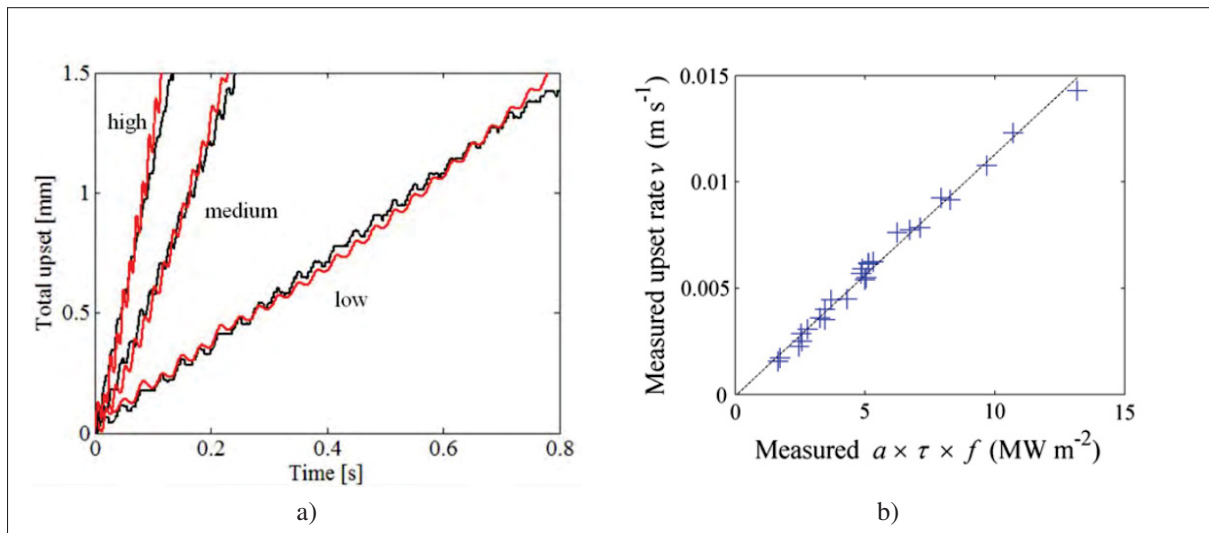 1.5
1
0.5
0
Total upset [mm]
high
medium
low
0 0.2 0.4 0.6 0.8
Time [s]
a)
0.015
0.01
0.005
0
Measured upset rate v (m s⁻¹)
0 5 10 15
Measured a × τ × f (MW m⁻²)
b)